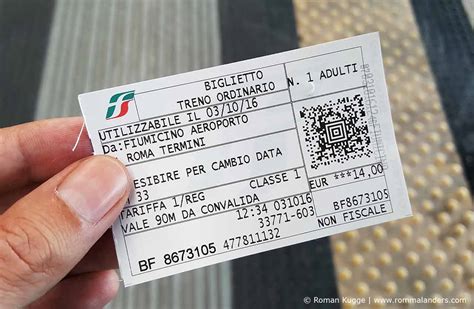 BIGLIETTO
TRENO ORDINARIO
N. 1 ADULTI
UTILIZZABILE IL 03/10/16
Da: FIUMICINO AEROPORTO
ROMA TERMINI
ESIBIRE PER CAMBIO DATA
33
TARIFFA 1/REG
CLASSE 1
EUR ***14,00
VALE 90M DA CONVALIDA
12:34 031016
BF8673105
33771-603
NON FISCALE
BF 8673105 477811132
© Roman Kugge | www.rommalanders.com